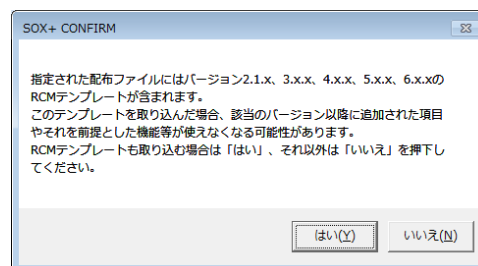 SOX+ CONFIRM
指定された配布ファイルにはバージョン2.1.x、3.x.x、4.x.x、5.x.x、6.x.xの
RCMテンプレートが含まれます。
このテンプレートを取り込んだ場合、該当のバージョン以降に追加された項目
やそれを前提とした機能等が使えなくなる可能性があります。
RCMテンプレートも取り込む場合は「はい」、それ以外は「いいえ」を押下し
てください。
はい(Y) いいえ(N)